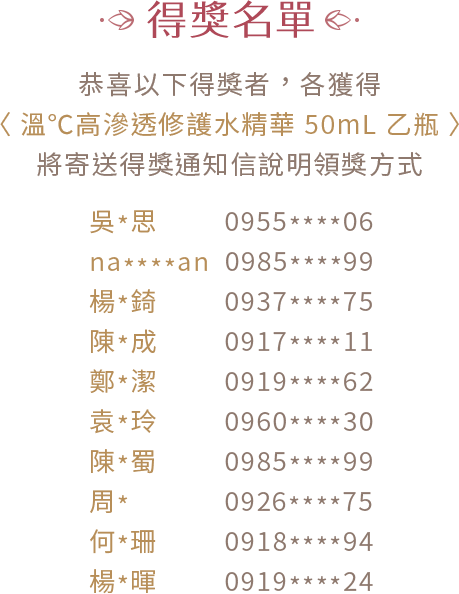 得獎名單
恭喜以下得獎者，各獲得
〈 溫℃高滲透修護水精華 50mL 乙瓶 〉
將寄送得獎通知信說明領獎方式
吳*思 0955****06
na****an 0985****99
楊*錡 0937****75
陳*成 0917****11
鄭*潔 0919****62
袁*玲 0960****30
陳*蜀 0985****99
周* 0926****75
何*珊 0918****94
楊*暉 0919****24